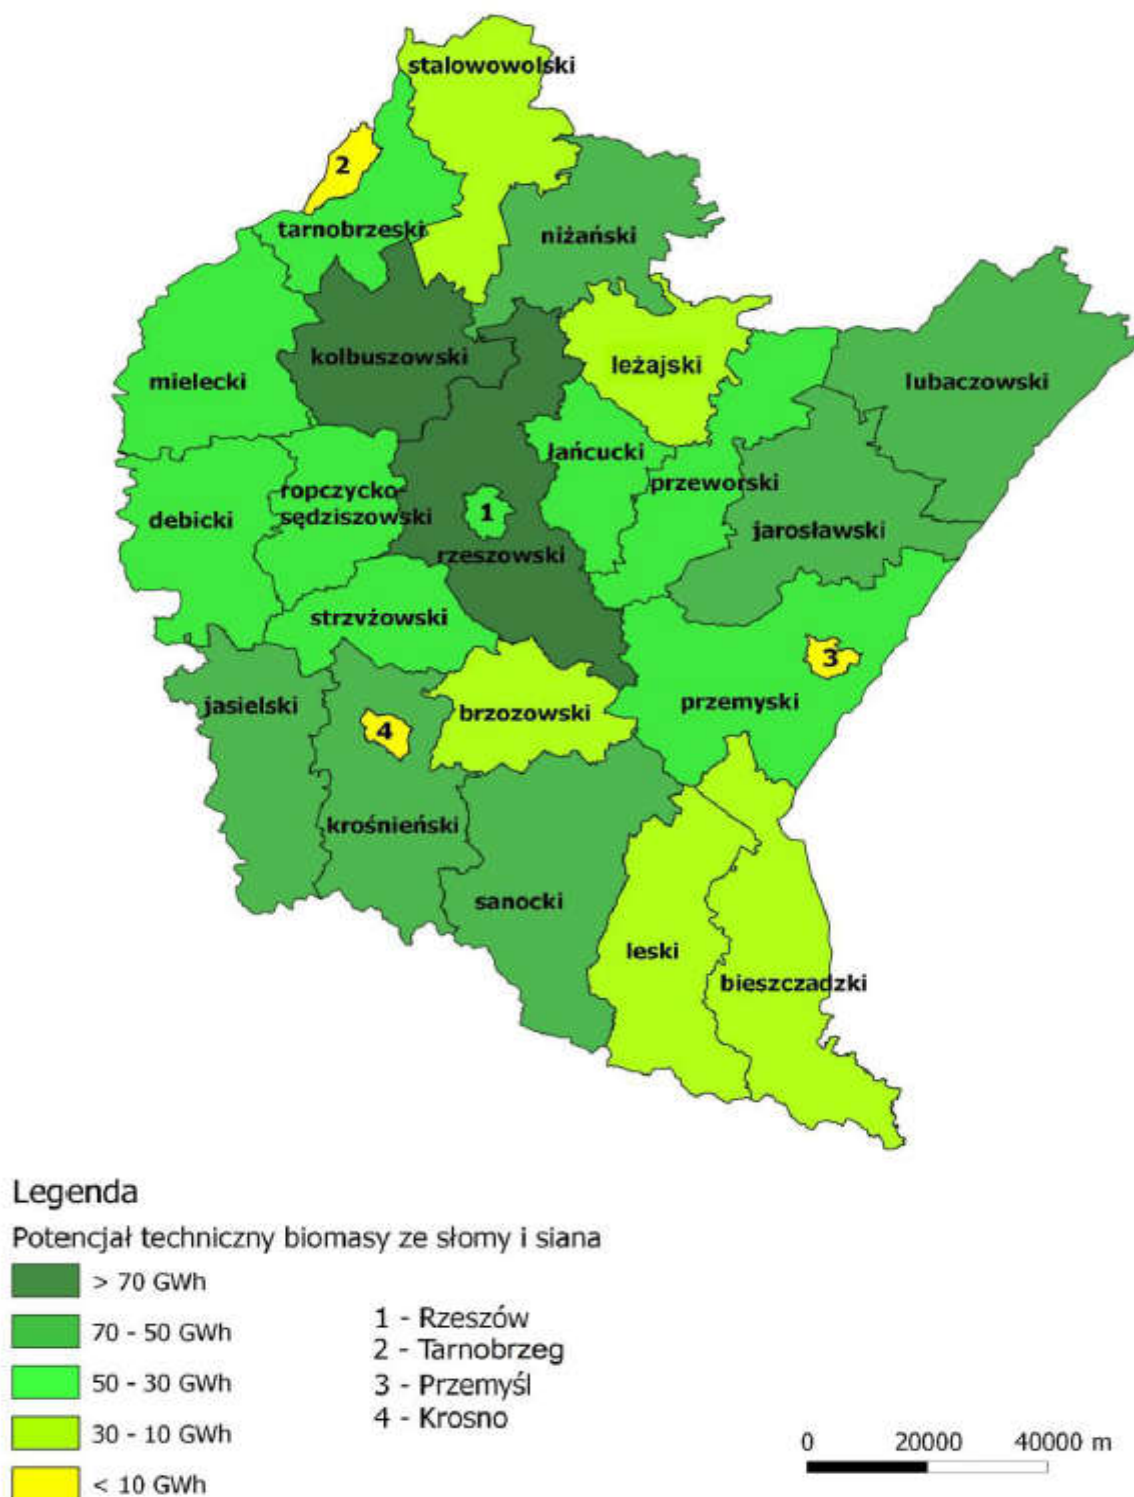 stalowowolski
2
tarnobrzeski
niżański
kolbuszowski
leżajski
mielecki
lubaczowski
łańcucki
przeworski
ropczycko-
sędziszowski
debicki
1
jarosławski
rzeszowski
strzyżowski
3
jasielski
brzozowski
przemyski
4
krośnieński
sanocki
leski
bieszczadzki
Legenda
Potencjał techniczny biomasy ze słomy i siana
> 70 GWh
70 - 50 GWh
50 - 30 GWh
30 - 10 GWh
< 10 GWh
1 - Rzeszów
2 - Tarnobrzeg
3 - Przemyśl
4 - Krosno
0 20000 40000 m